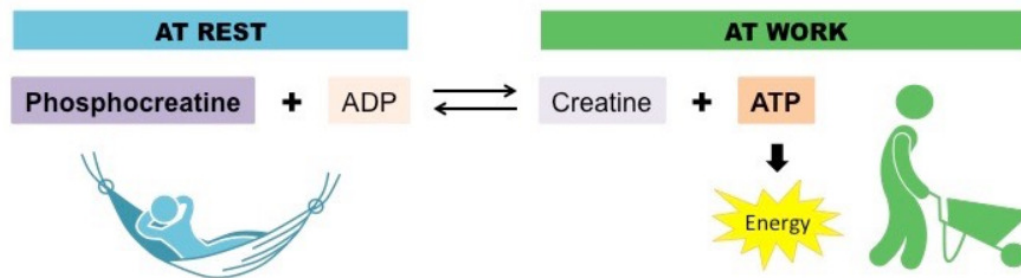 AT REST
AT WORK
Phosphocreatine + ADP Creatine + ATP
Energy